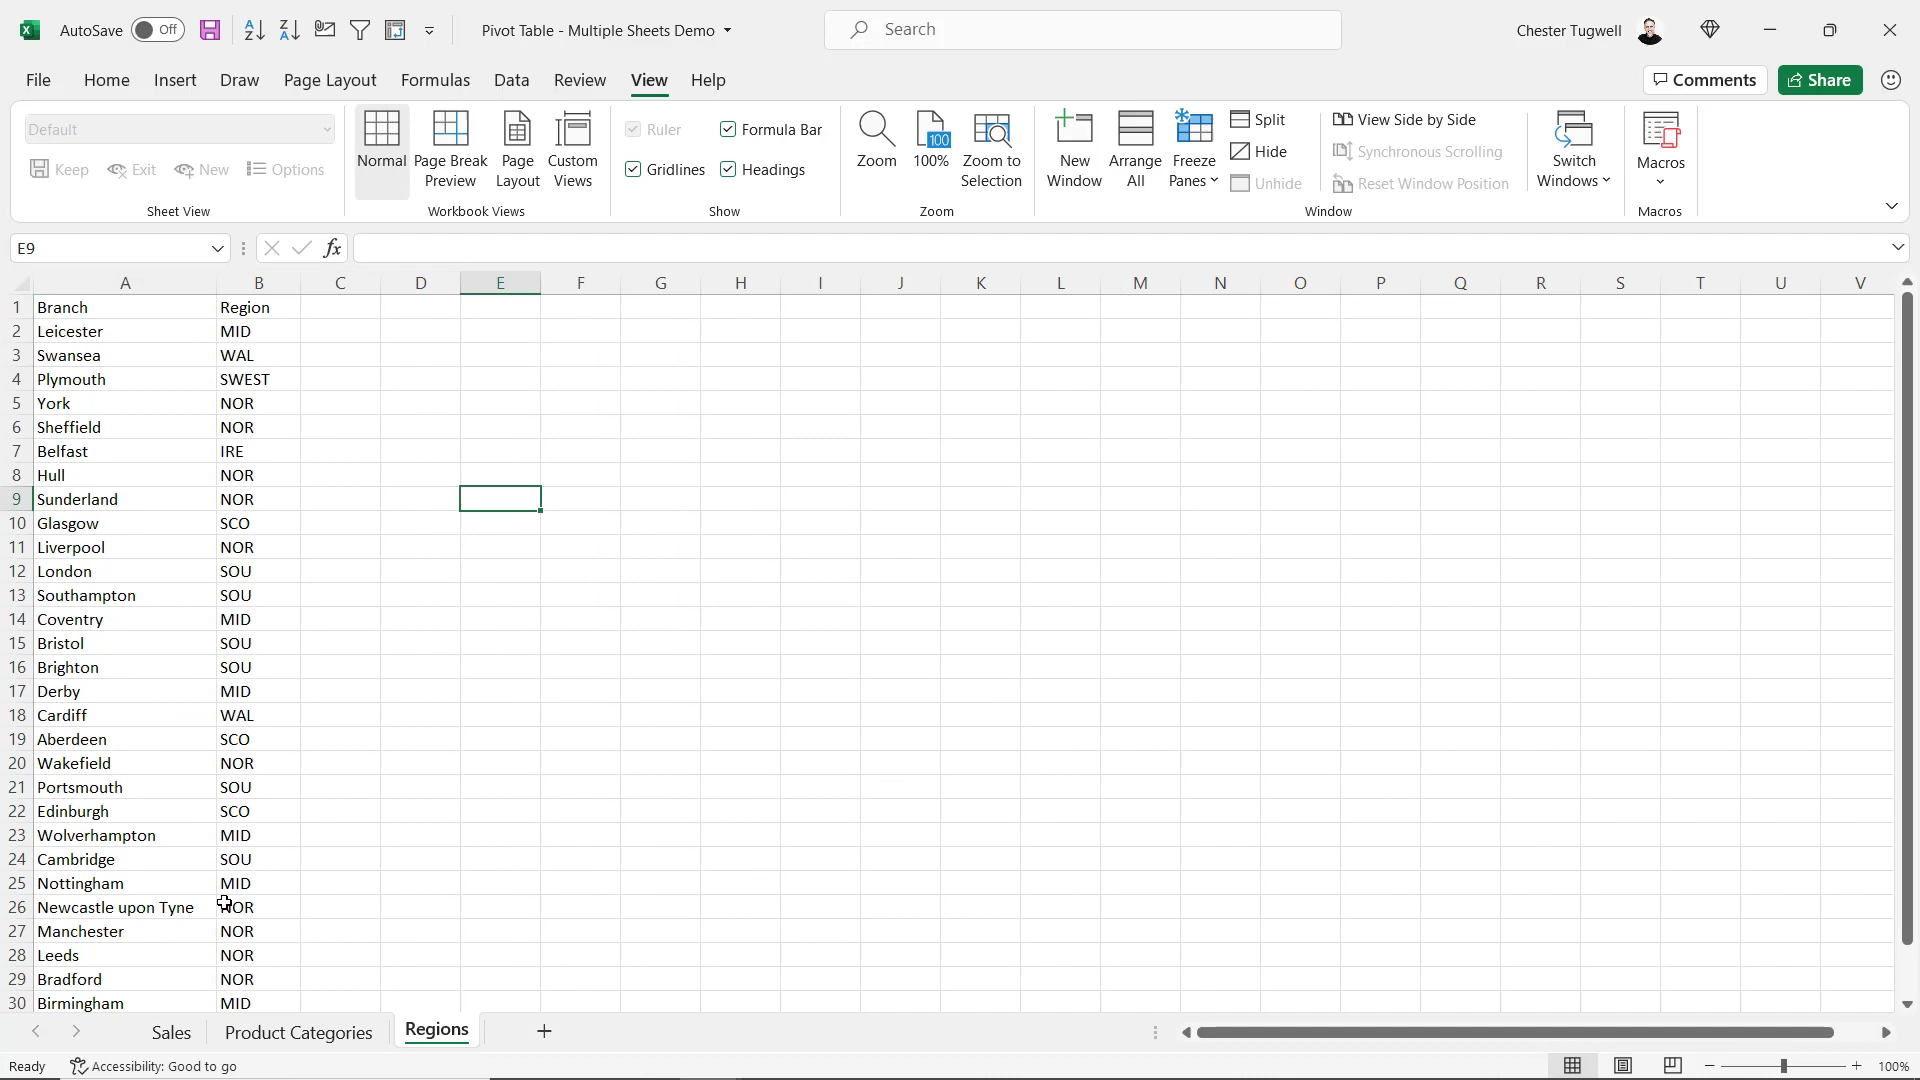 AutoSave Off Pivot Table - Multiple Sheets Demo Search Chester Tugwell
File Home Insert Draw Page Layout Formulas Data Review View Help Comments Share
Default
Keep Exit New Options
Sheet View
Normal
Page Break Preview
Page Layout
Custom Views
Workbook Views
Ruler Formula Bar
Gridlines Headings
Show
Zoom
100 100%
Zoom to Selection
Zoom
New Window
Arrange All
Freeze Panes
Split
Hide
Unhide
View Side by Side
Synchronous Scrolling
Reset Window Position
Switch Windows
Window
Macros
Macros
E9 fx
A B C D E F G H I J K L M N O P Q R S T U V
1 Branch Region
2 Leicester MID
3 Swansea WAL
4 Plymouth SWEST
5 York NOR
6 Sheffield NOR
7 Belfast IRE
8 Hull NOR
9 Sunderland NOR
10 Glasgow SCO
11 Liverpool NOR
12 London SOU
13 Southampton SOU
14 Coventry MID
15 Bristol SOU
16 Brighton SOU
17 Derby MID
18 Cardiff WAL
19 Aberdeen SCO
20 Wakefield NOR
21 Portsmouth SOU
22 Edinburgh SCO
23 Wolverhampton MID
24 Cambridge SOU
25 Nottingham MID
26 Newcastle upon Tyne NOR
27 Manchester NOR
28 Leeds NOR
29 Bradford NOR
30 Birmingham MID
Sales Product Categories Regions
Ready Accessibility: Good to go 100%